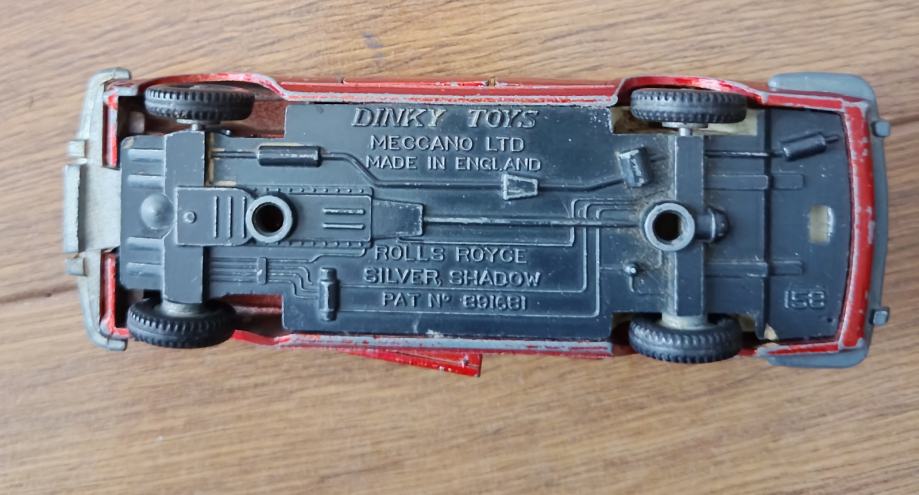 DINKY TOYS
MECCANO LTD
MADE IN ENGLAND
ROLLS ROYCE
SILVER SHADOW
PAT Nº 891681
158